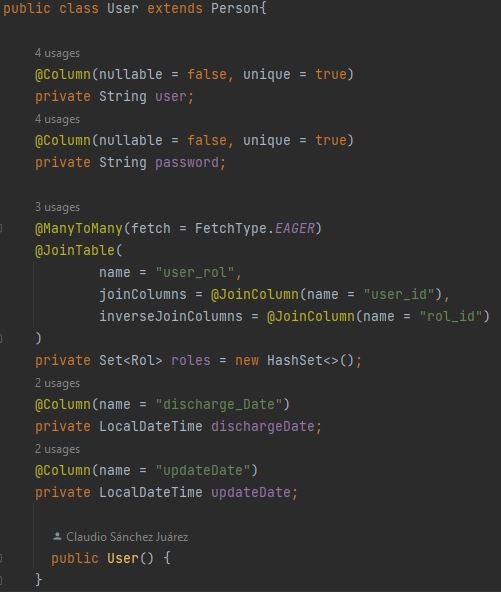 public class User extends Person{
4 usages
@Column(nullable = false, unique = true)
private String user;
4 usages
@Column(nullable = false, unique = true)
private String password;
3 usages
@ManyToMany(fetch = FetchType.EAGER)
@JoinTable(
name = "user_rol",
joinColumns = @JoinColumn(name = "user_id"),
inverseJoinColumns = @JoinColumn(name = "rol_id")
)
private Set<Rol> roles = new HashSet<>();
2 usages
@Column(name = "discharge_Date")
private LocalDateTime dischargeDate;
2 usages
@Column(name = "updateDate")
private LocalDateTime updateDate;
Claudio Sánchez Juárez
public User() {
}